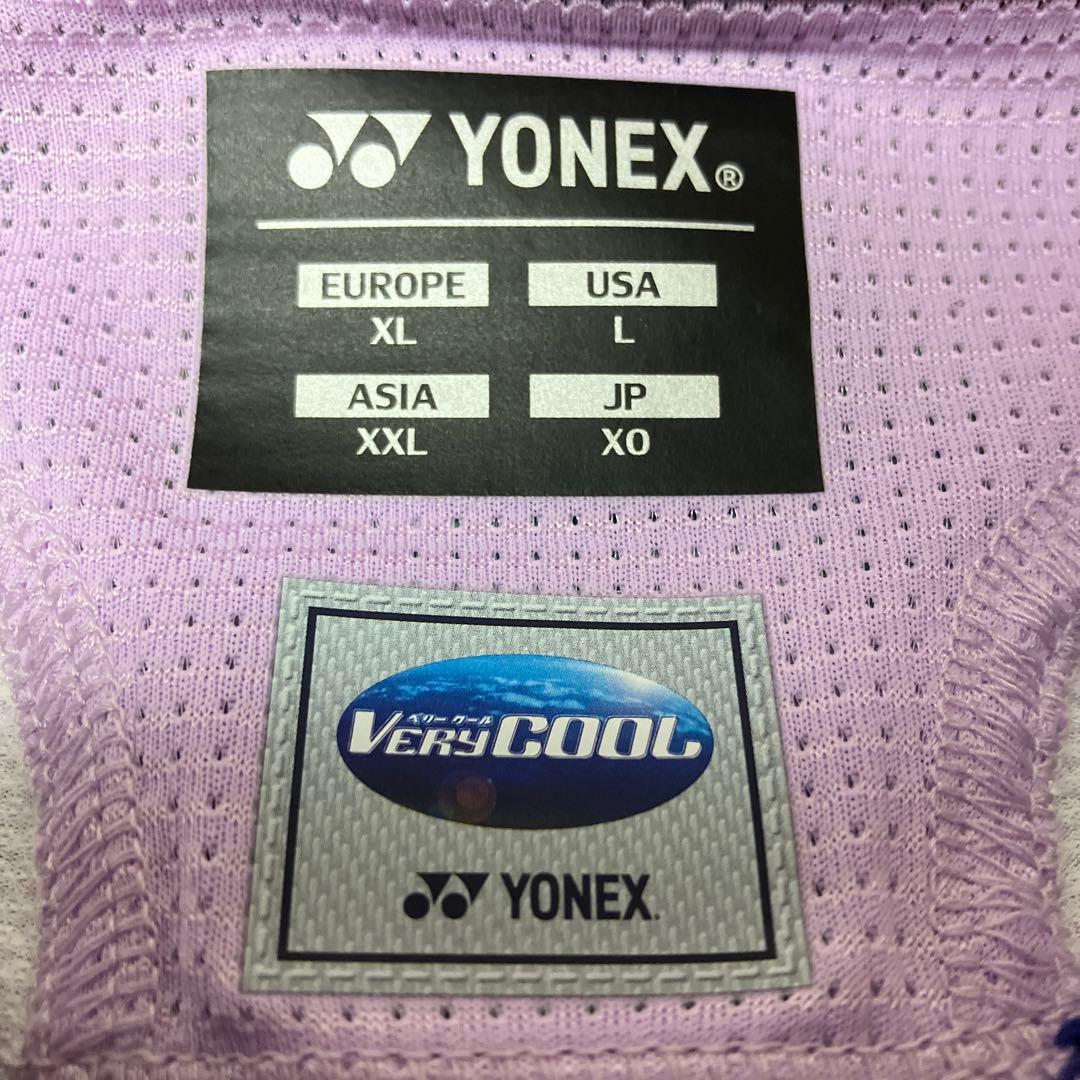 YONEX®
EUROPE USA
XL L
ASIA JP
XXL XO
ベリークール
VERYCOOL
YONEX.